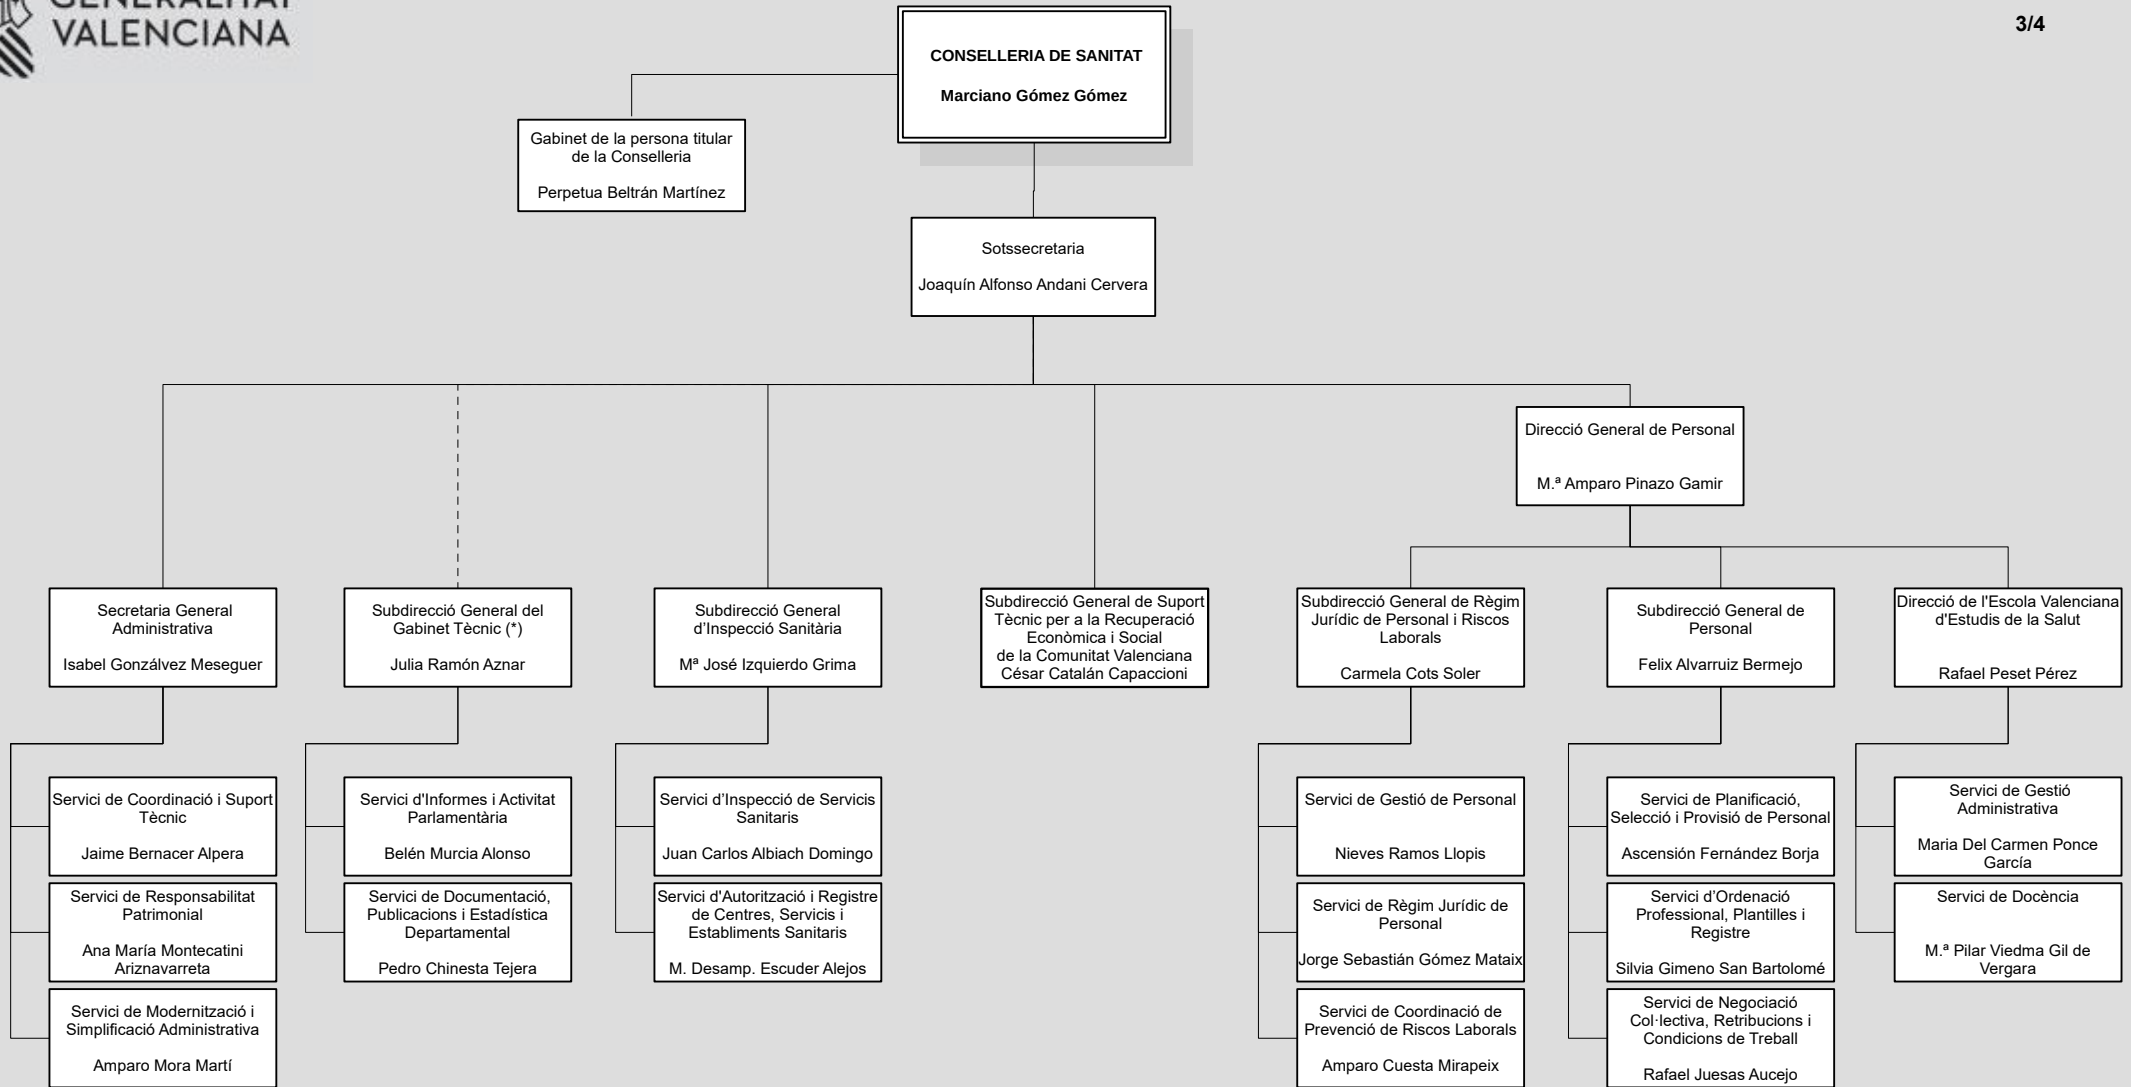 GENERALITAT
VALENCIANA
3/4
CONSELLERIA DE SANITAT
Marciano Gómez Gómez
Gabinet de la persona titular
de la Conselleria
Perpetua Beltrán Martínez
Sotssecretaria
Joaquín Alfonso Andani Cervera
Direcció General de Personal
M.ª Amparo Pinazo Gamir
Secretaria General
Administrativa
Isabel Gonzálvez Meseguer
Subdirecció General del
Gabinet Tècnic (*)
Julia Ramón Aznar
Subdirecció General
d’Inspecció Sanitària
Mª José Izquierdo Grima
Subdirecció General de Suport
Tècnic per a la Recuperació
Econòmica i Social
de la Comunitat Valenciana
César Catalán Capaccioni
Subdirecció General de Règim
Jurídic de Personal i Riscos
Laborals
Carmela Cots Soler
Subdirecció General de
Personal
Felix Alvarruiz Bermejo
Direcció de l'Escola Valenciana
d'Estudis de la Salut
Rafael Peset Pérez
Servici de Coordinació i Suport
Tècnic
Jaime Bernacer Alpera
Servici d'Informes i Activitat
Parlamentària
Belén Murcia Alonso
Servici d’Inspecció de Servicis
Sanitaris
Juan Carlos Albiach Domingo
Servici de Gestió de Personal
Nieves Ramos Llopis
Servici de Planificació,
Selecció i Provisió de Personal
Ascensión Fernández Borja
Servici de Gestió
Administrativa
Maria Del Carmen Ponce
García
Servici de Responsabilitat
Patrimonial
Ana María Montecatini
Ariznavarreta
Servici de Documentació,
Publicacions i Estadística
Departamental
Pedro Chinesta Tejera
Servici d'Autorització i Registre
de Centres, Servicis i
Establiments Sanitaris
M. Desamp. Escuder Alejos
Servici de Règim Jurídic de
Personal
Jorge Sebastián Gómez Mataix
Servici d’Ordenació
Professional, Plantilles i
Registre
Silvia Gimeno San Bartolomé
Servici de Docència
M.ª Pilar Viedma Gil de
Vergara
Servici de Modernització i
Simplificació Administrativa
Amparo Mora Martí
Servici de Coordinació de
Prevenció de Riscos Laborals
Amparo Cuesta Mirapeix
Servici de Negociació
Col·lectiva, Retribucions i
Condicions de Treball
Rafael Juesas Aucejo